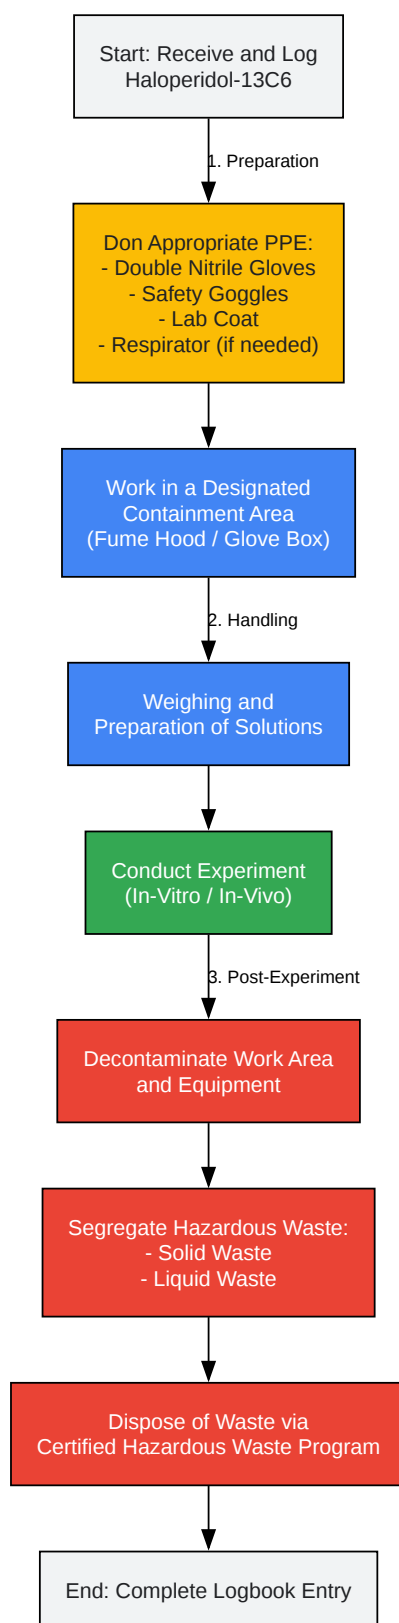 Start: Receive and Log
Haloperidol-13C6
1. Preparation
Don Appropriate PPE:
- Double Nitrile Gloves
- Safety Goggles
- Lab Coat
- Respirator (if needed)
Work in a Designated
Containment Area
(Fume Hood / Glove Box)
2. Handling
Weighing and
Preparation of Solutions
Conduct Experiment
(In-Vitro / In-Vivo)
3. Post-Experiment
Decontaminate Work Area
and Equipment
Segregate Hazardous Waste:
- Solid Waste
- Liquid Waste
Dispose of Waste via
Certified Hazardous Waste Program
End: Complete Logbook Entry